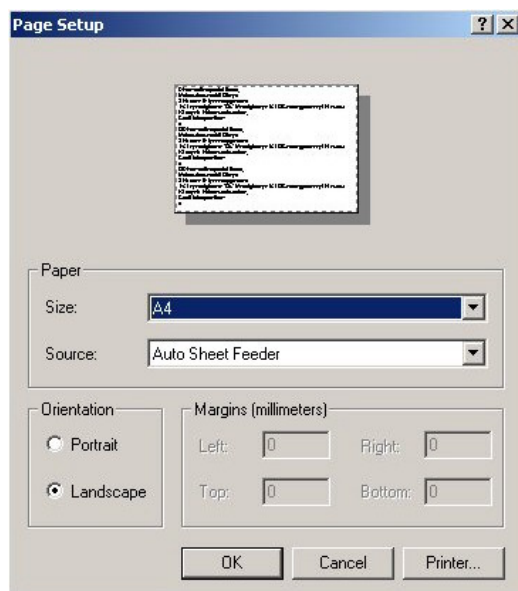 Page Setup
Paper
Size: A4
Source: Auto Sheet Feeder
Orientation
Portrait
Landscape
Margins (millimeters)
Left: 0 Right: 0
Top: 0 Bottom: 0
OK Cancel Printer...